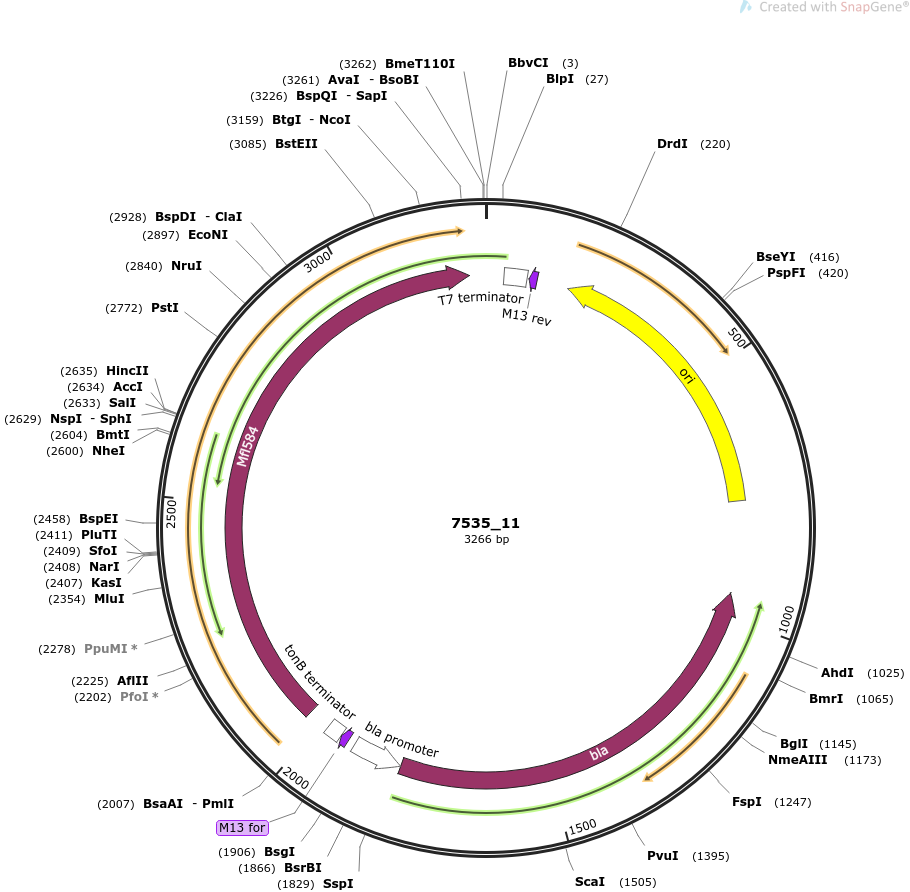 Created with SnapGene®
(3262) BmeT110I
BbvCI (3)
(3261) AvaI - BsoBI
BlpI (27)
(3226) BspQI - SapI
(3159) BtgI - NcoI
(3085) BstEII
DrdI (220)
(2928) BspDI - ClaI
(2897) EcoNI
3000
BseYI (416)
(2840) NruI
PspFI (420)
T7 terminator
M13 rev
(2772) PstI
500
(2635) HincII
ori
(2634) AccI
(2633) SalI
(2629) NspI - SphI
(2604) BmtI
Mfl584
(2600) NheI
2500
(2458) BspEI
7535_11
(2411) PluTI
3266 bp
(2409) SfoI
(2408) NarI
(2407) KasI
(2354) MluI
1000
(2278) PpuMI *
AhdI (1025)
(2225) AflII
tonB terminator
(2202) PfoI *
BmrI (1065)
bla promoter
BglI (1145)
bla
NmeAIII (1173)
2000
(2007) BsaAI - PmlI
FspI (1247)
M13 for
1500
(1906) BsgI
PvuI (1395)
(1866) BsrBI
(1829) SspI
ScaI (1505)